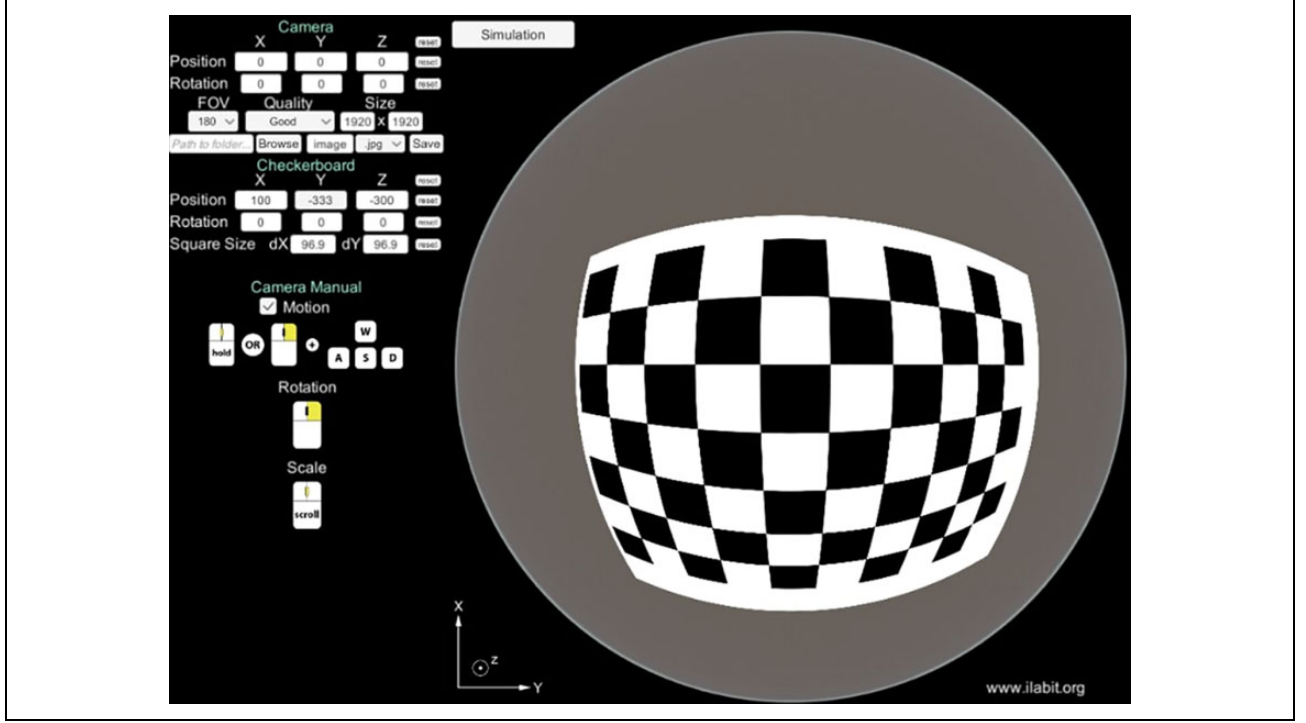 Camera
Simulation
X Y Z reset
Position 0 0 0 reset
Rotation 0 0 0 reset
FOV Quality Size
180 Good 1920 X 1920
Path to folder... Browse image .jpg Save
Checkerboard
X Y Z reset
Position 100 -333 -300 reset
Rotation 0 0 0 reset
Square Size dX 96.9 dY 96.9 reset
Camera Manual
Motion
W
hold OR + A S D
Rotation
Scale
scroll
X
Z
Y
www.ilabit.org